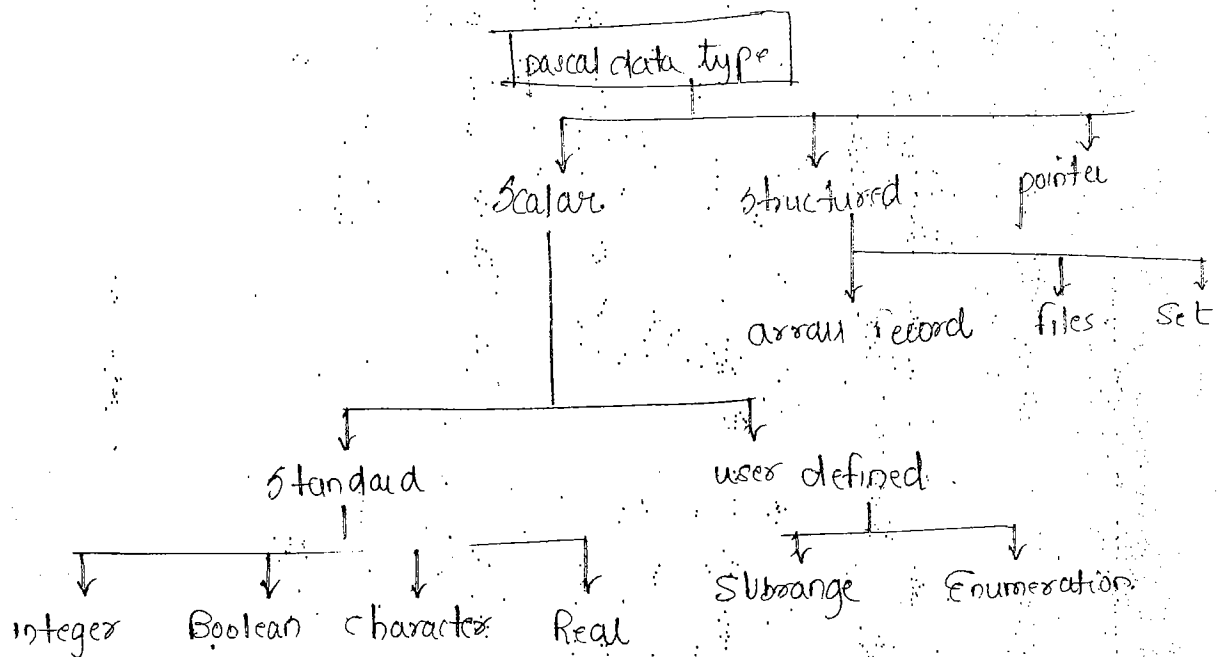 pascal data type
Scalar structured pointer
array record files set
Standard user defined
Integer Boolean character Real Subrange Enumeration